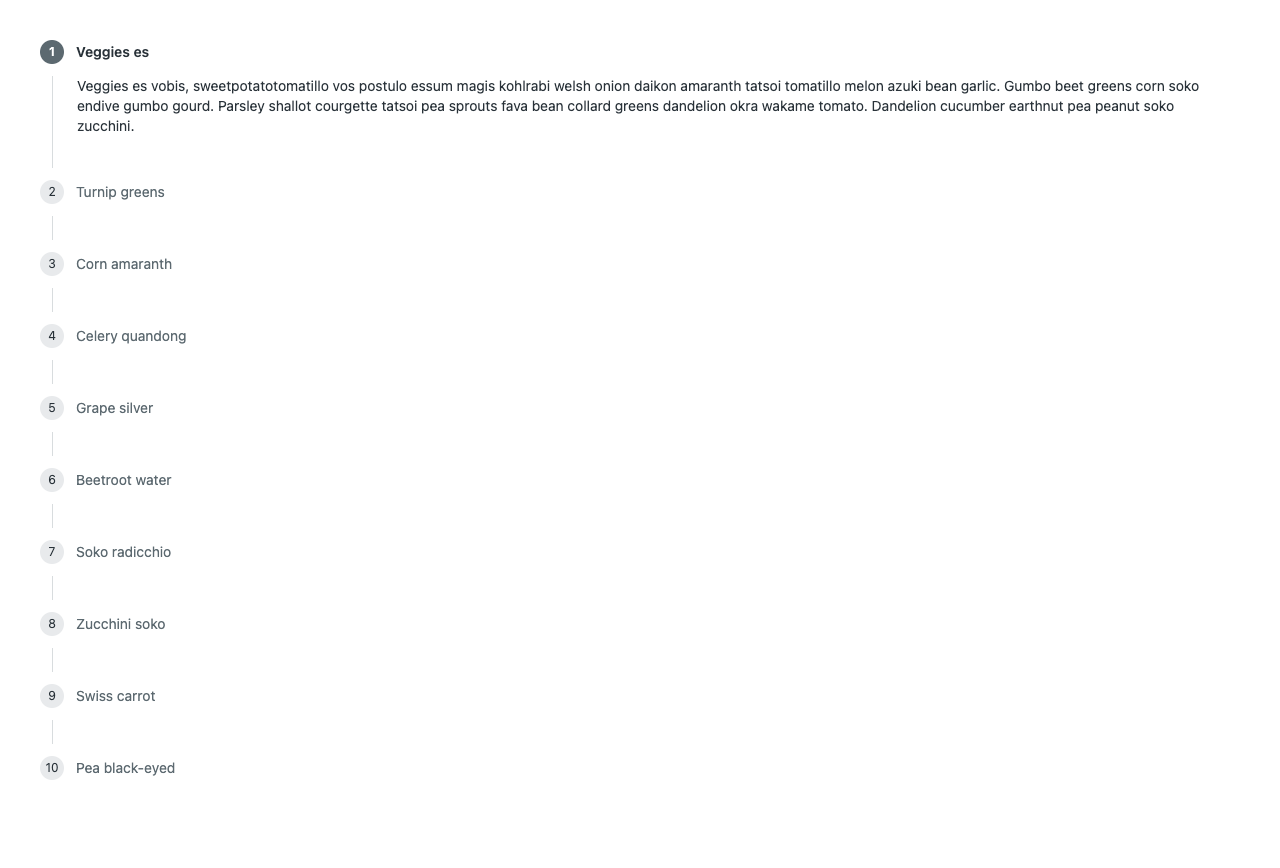 1 Veggies es
Veggies es vobis, sweetpotatotomatillo vos postulo essum magis kohlrabi welsh onion daikon amaranth tatsoi tomatillo melon azuki bean garlic. Gumbo beet greens corn soko
endive gumbo gourd. Parsley shallot courgette tatsoi pea sprouts fava bean collard greens dandelion okra wakame tomato. Dandelion cucumber earthnut pea peanut soko
zucchini.
2 Turnip greens
3 Corn amaranth
4 Celery quandong
5 Grape silver
6 Beetroot water
7 Soko radicchio
8 Zucchini soko
9 Swiss carrot
10 Pea black-eyed